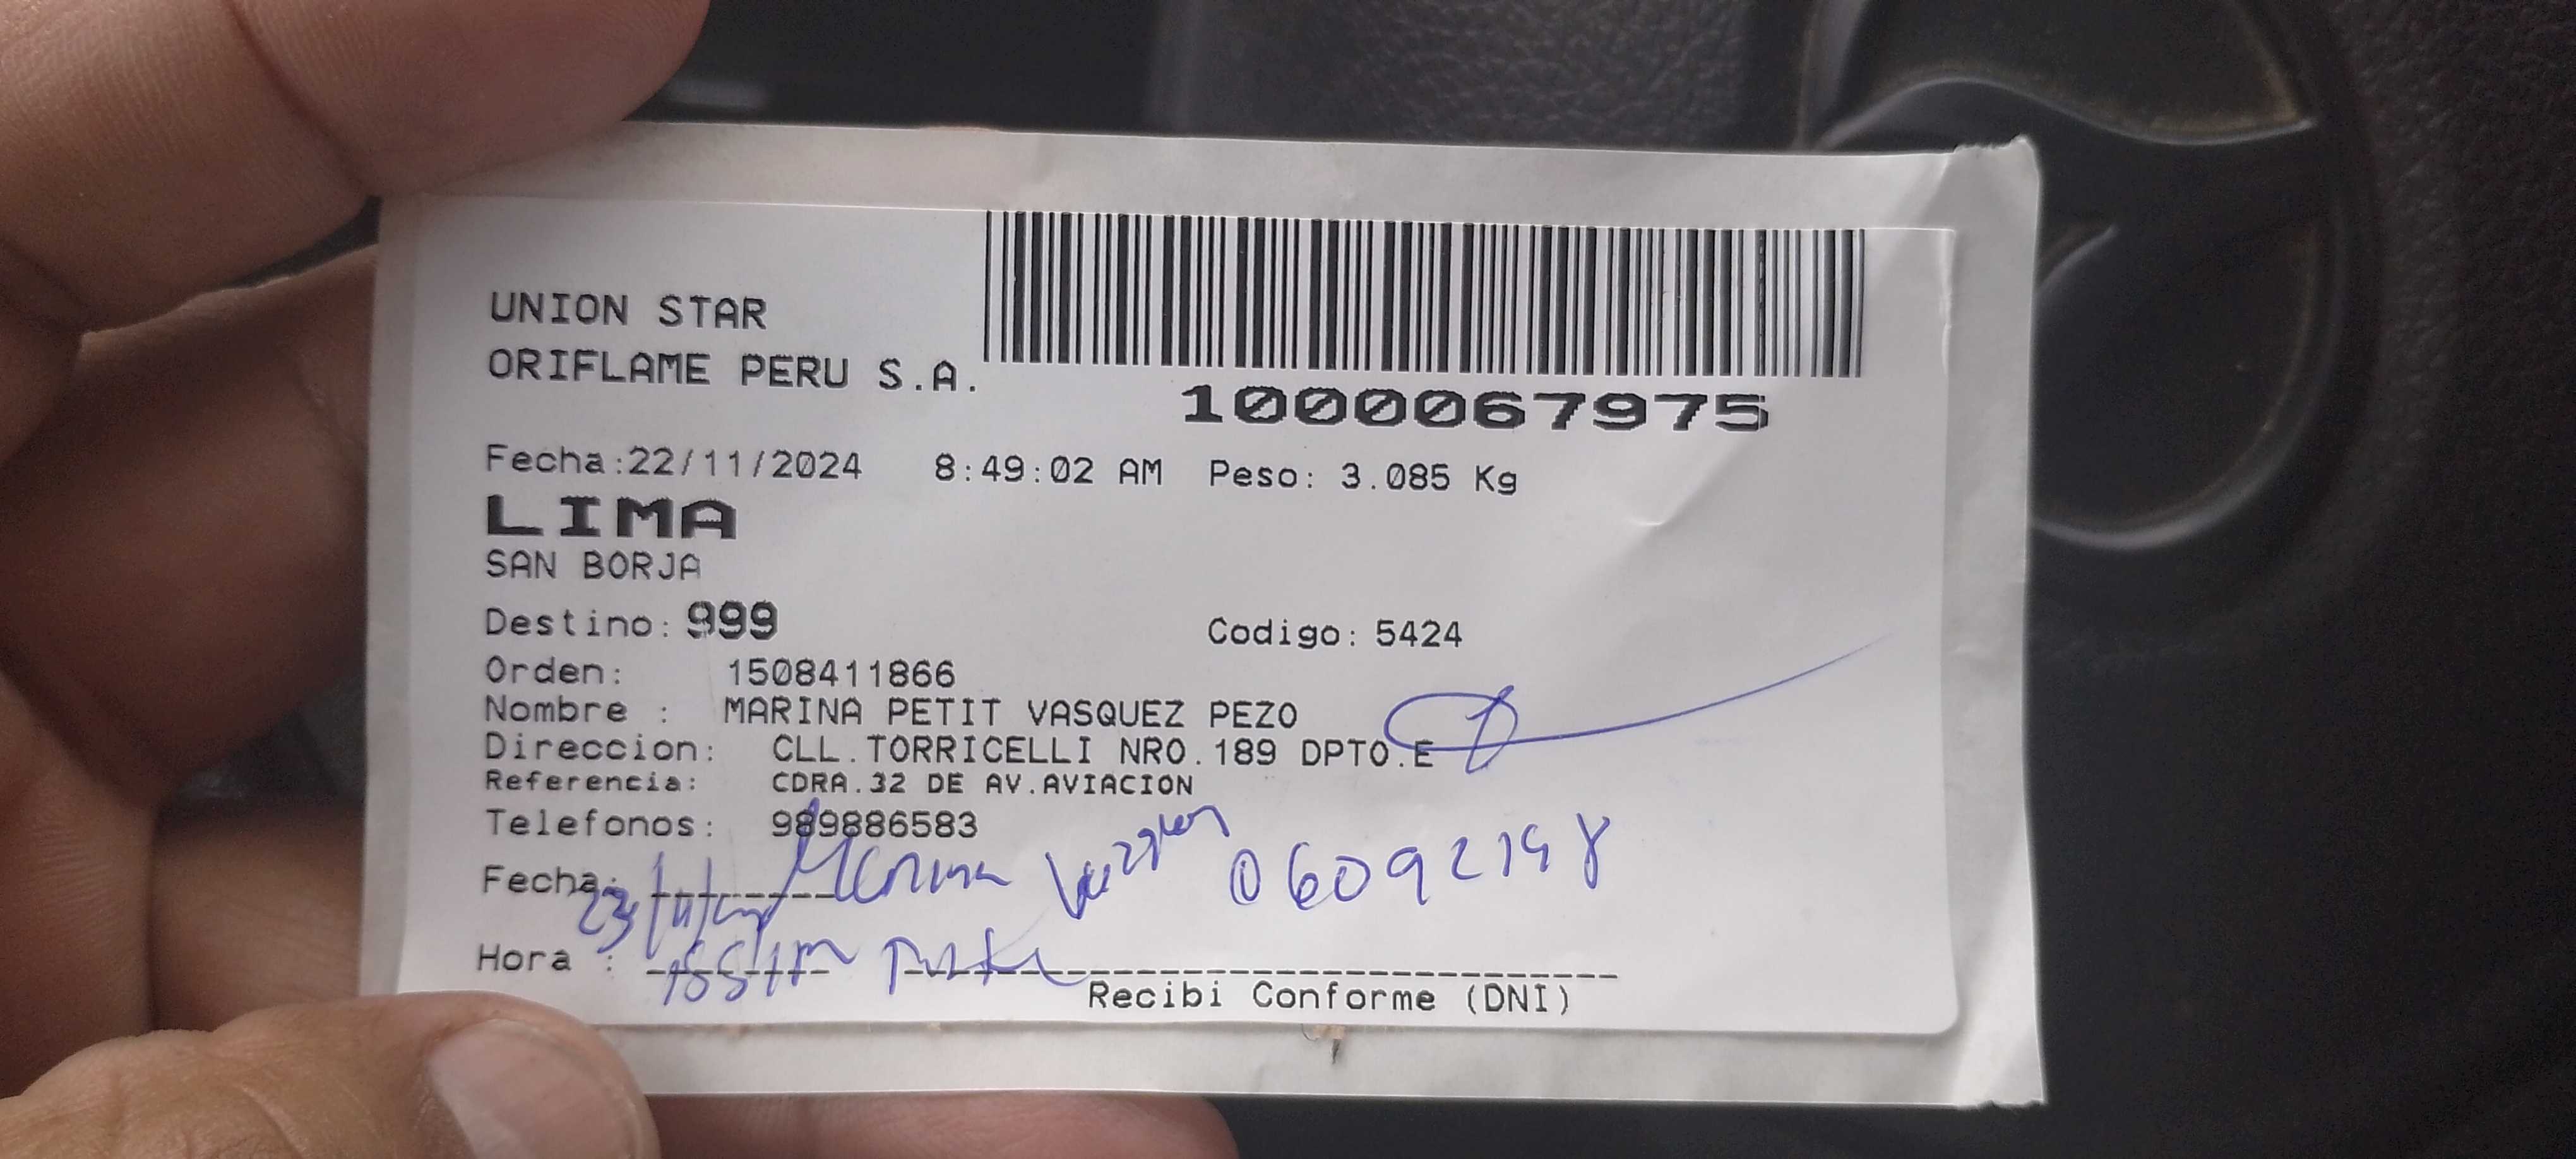 UNION STAR
ORIFLAME PERU S.A.
1000067975
Fecha:22/11/2024 8:49:02 AM Peso: 3.085 Kg
LIMA
SAN BORJA
Destino: 999 Codigo: 5424
Orden: 1508411866
Nombre : MARINA PETIT VASQUEZ PEZO
Direccion: CLL.TORRICELLI NRO.189 DPTO.E
Referencia: CDRA.32 DE AV.AVIACION
Telefonos: 989886583
Fecha:
Hora :
Recibi Conforme (DNI)